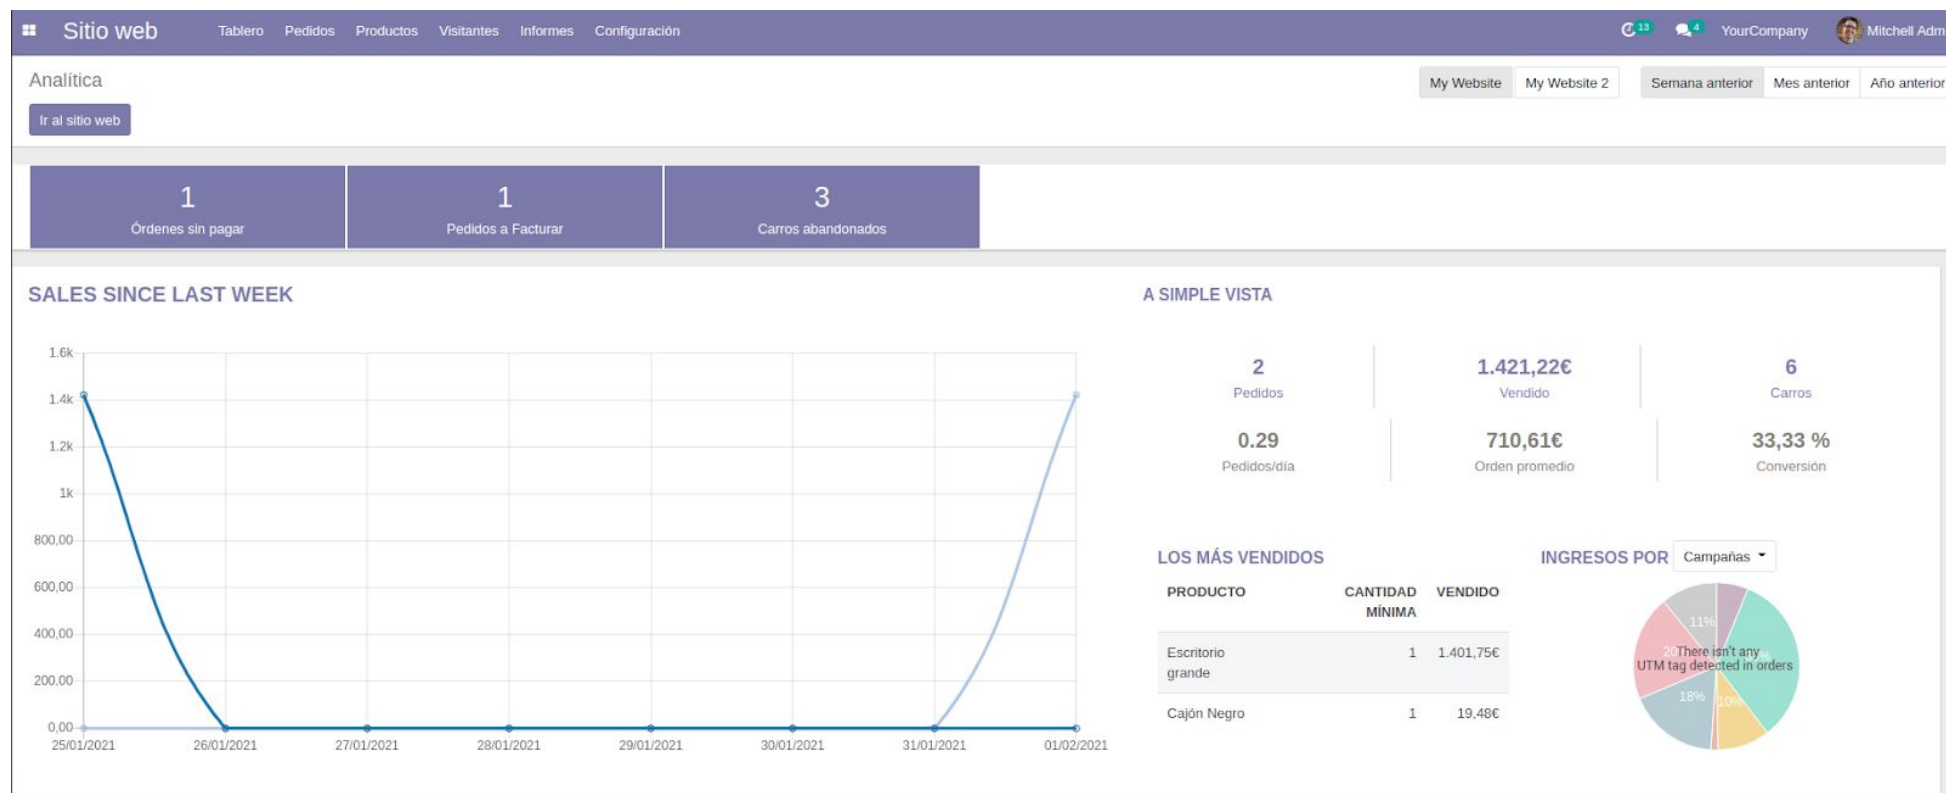 Sitio web Tablero Pedidos Productos Visitantes Informes Configuración 13 4 YourCompany Mitchell Adm
Analítica
My Website My Website 2 Semana anterior Mes anterior Año anterior
Ir al sitio web
1 1 3
Órdenes sin pagar Pedidos a Facturar Carros abandonados
SALES SINCE LAST WEEK
1.6k
1.4k
1.2k
1k
800,00
600,00
400,00
200,00
0,00
25/01/2021 26/01/2021 27/01/2021 28/01/2021 29/01/2021 30/01/2021 31/01/2021 01/02/2021
A SIMPLE VISTA
2 1.421,22€ 6
Pedidos Vendido Carros
0.29 710,61€ 33,33 %
Pedidos/día Orden promedio Conversión
LOS MÁS VENDIDOS
PRODUCTO CANTIDAD VENDIDO
MÍNIMA
Escritorio 1 1.401,75€
grande
Cajón Negro 1 19,48€
INGRESOS POR Campañas
11%
There isn't any
UTM tag detected in orders
18% 10%